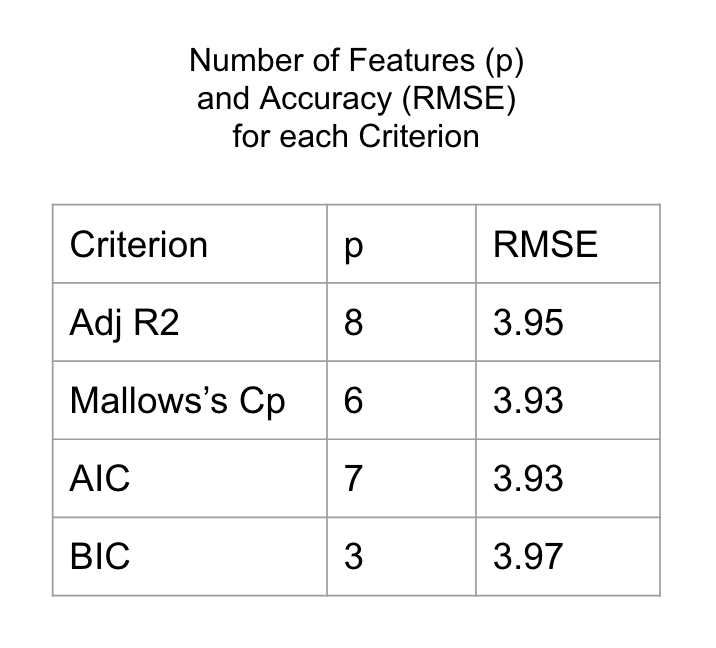 Number of Features (p)
and Accuracy (RMSE)
for each Criterion
Criterion p RMSE
Adj R2 8 3.95
Mallows’s Cp 6 3.93
AIC 7 3.93
BIC 3 3.97